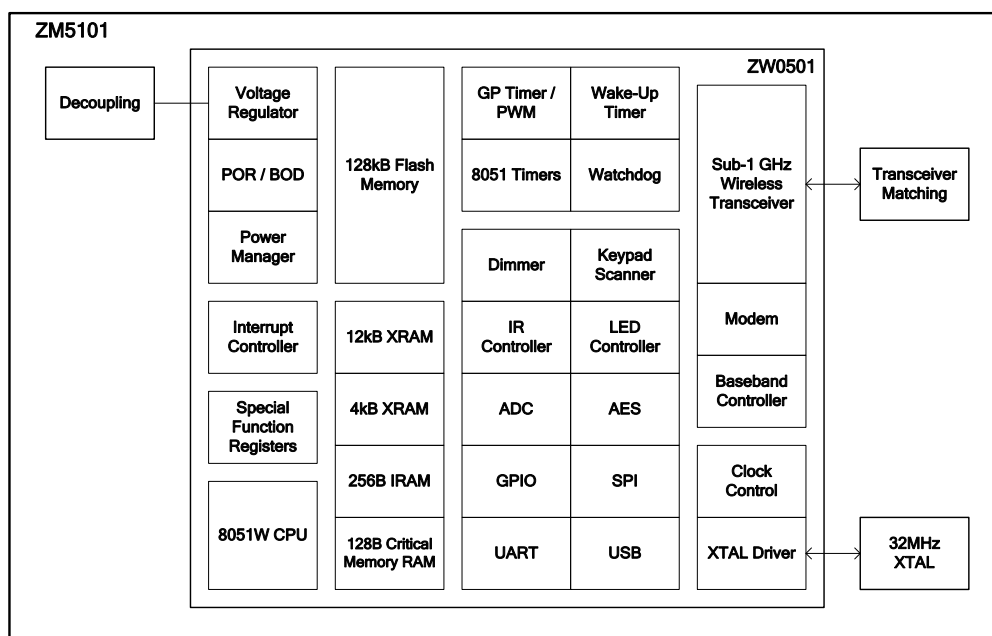 ZM5101
ZW0501
Decoupling
Voltage
Regulator
POR / BOD
Power
Manager
Interrupt
Controller
Special
Function
Registers
8051W CPU
128kB Flash
Memory
12kB XRAM
4kB XRAM
256B IRAM
128B Critical
Memory RAM
GP Timer /
PWM
Wake-Up
Timer
8051 Timers
Watchdog
Dimmer
Keypad
Scanner
IR
Controller
LED
Controller
ADC
AES
GPIO
SPI
UART
USB
Sub-1 GHz
Wireless
Transceiver
Modem
Baseband
Controller
Clock
Control
XTAL Driver
Transceiver
Matching
32MHz
XTAL